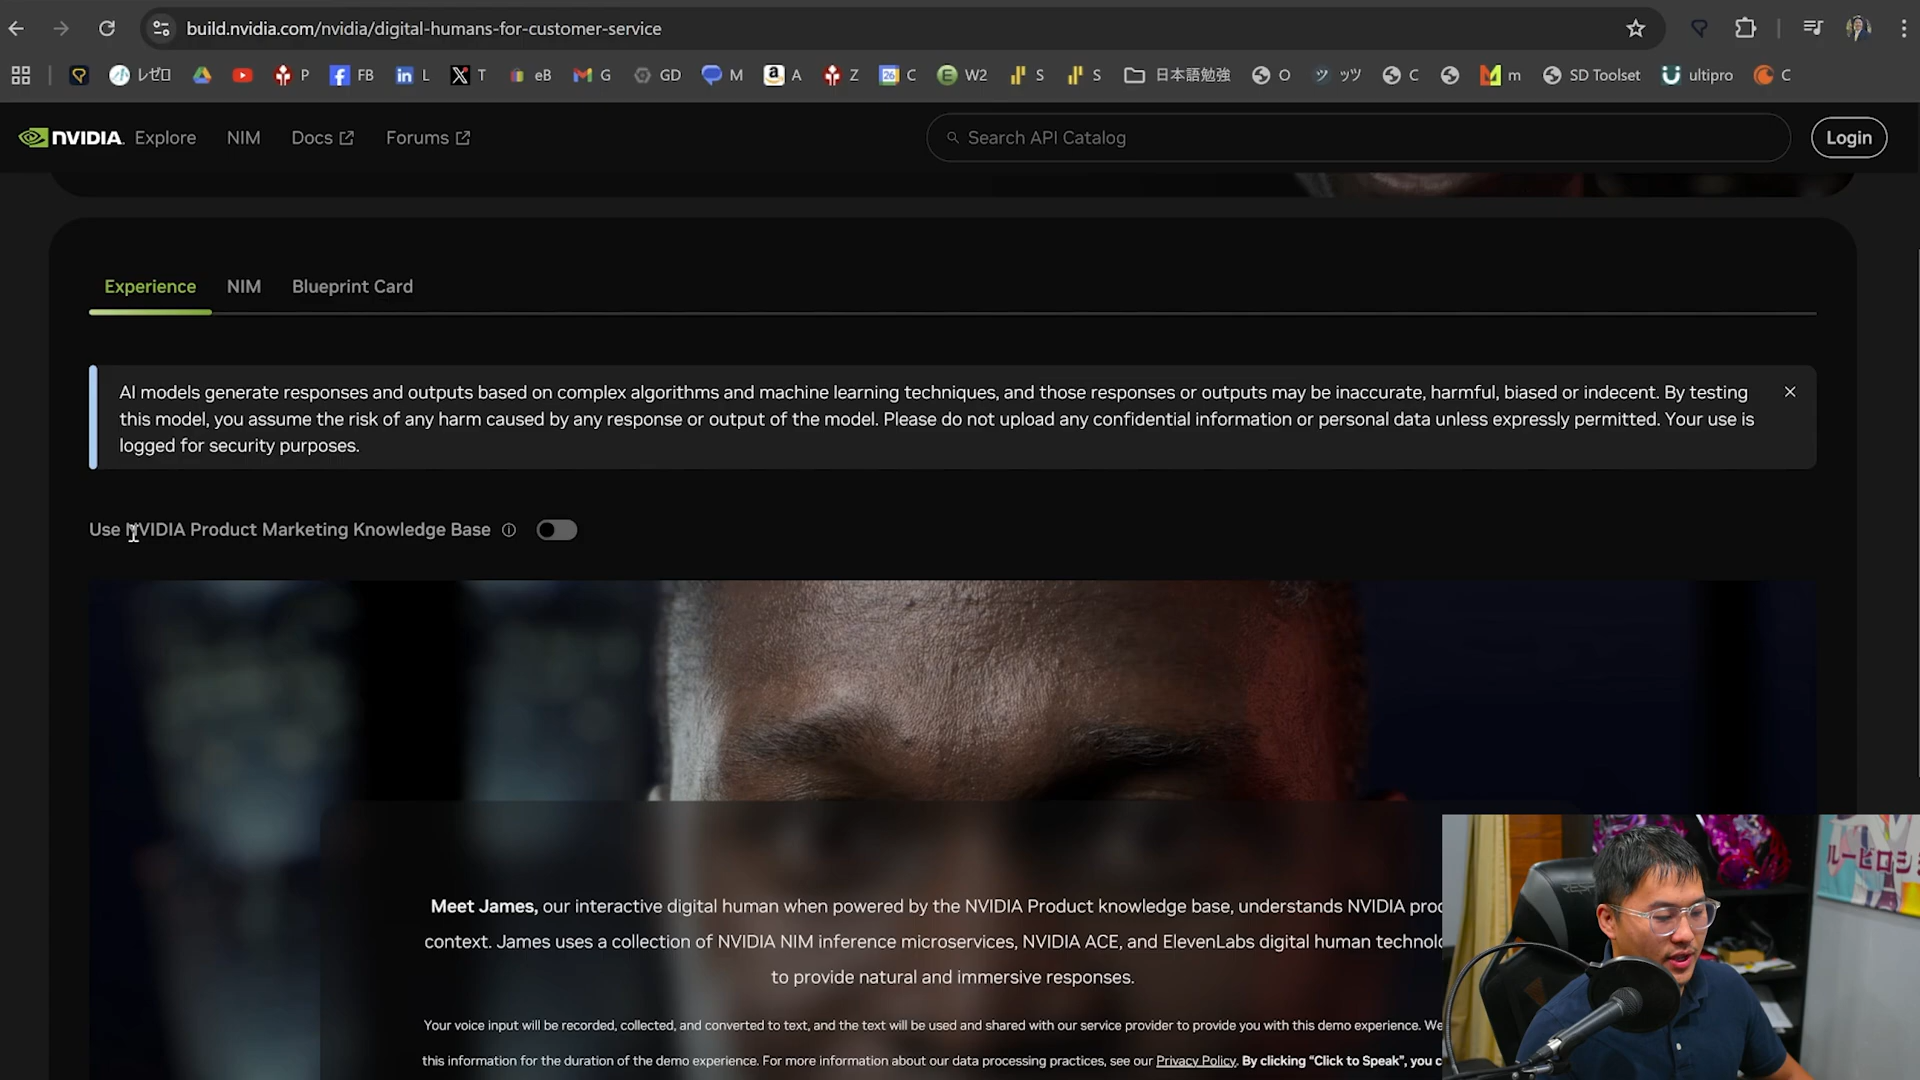 build.nvidia.com/nvidia/digital-humans-for-customer-service
レゼロ P FB L T eB G GD M A Z 26 C W2 S S 日本語勉強 O ッツ C m SD Toolset ultipro C
NVIDIA. Explore NIM Docs Forums Search API Catalog Login
Experience NIM Blueprint Card
AI models generate responses and outputs based on complex algorithms and machine learning techniques, and those responses or outputs may be inaccurate, harmful, biased or indecent. By testing
this model, you assume the risk of any harm caused by any response or output of the model. Please do not upload any confidential information or personal data unless expressly permitted. Your use is
logged for security purposes.
Use NVIDIA Product Marketing Knowledge Base
Meet James, our interactive digital human when powered by the NVIDIA Product knowledge base, understands NVIDIA prod
context. James uses a collection of NVIDIA NIM inference microservices, NVIDIA ACE, and ElevenLabs digital human technolo
to provide natural and immersive responses.
Your voice input will be recorded, collected, and converted to text, and the text will be used and shared with our service provider to provide you with this demo experience. We
this information for the duration of the demo experience. For more information about our data processing practices, see our Privacy Policy. By clicking “Click to Speak”, you c